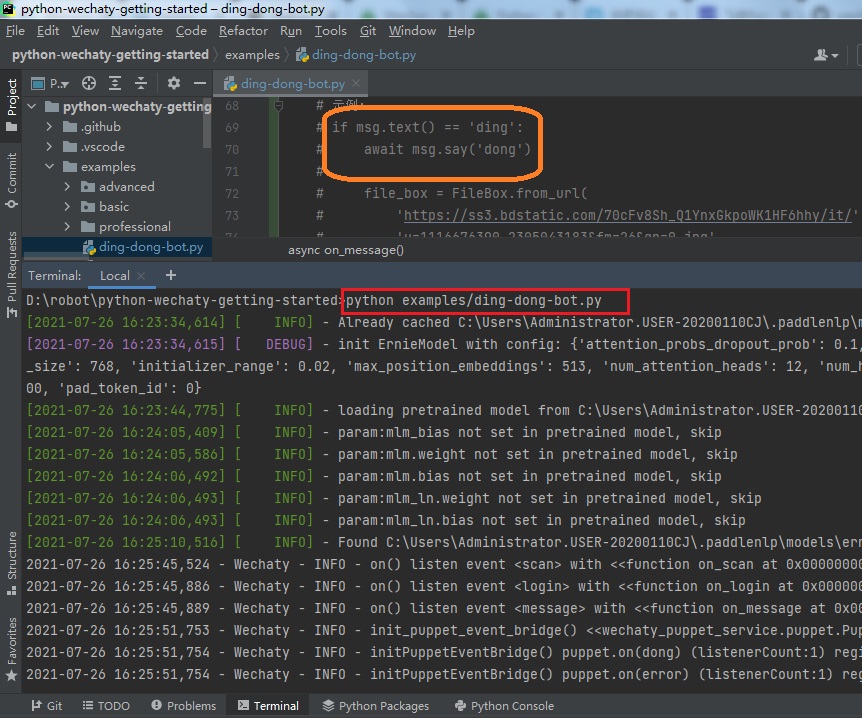 python-wechaty-getting-started – ding-dong-bot.py
File Edit View Navigate Code Refactor Run Tools Git Window Help
python-wechaty-getting-started examples ding-dong-bot.py
Project
Commit
Pull Requests
Structure
Favorites
P..
ding-dong-bot.py
python-wechaty-getting
.github
.vscode
examples
advanced
basic
professional
ding-dong-bot.py
68 # 示例:
69 # if msg.text() == 'ding':
70 # await msg.say('dong')
71 #
72 # file_box = FileBox.from_url(
73 # 'https://ss3.bdstatic.com/70cFv8Sh_Q1YnxGkpoWK1HF6hhy/it/'
74 # 'u=1116676390,2305043183&fm=26&gp=0.jpg'
async on_message()
Terminal: Local +
D:\robot\python-wechaty-getting-started>python examples/ding-dong-bot.py
[2021-07-26 16:23:34,614] [ INFO] - Already cached C:\Users\Administrator.USER-20200110CJ\.paddlenlp\m
[2021-07-26 16:23:34,615] [ DEBUG] - init ErnieModel with config: {'attention_probs_dropout_prob': 0.1,
_size': 768, 'initializer_range': 0.02, 'max_position_embeddings': 513, 'num_attention_heads': 12, 'num_h
00, 'pad_token_id': 0}
[2021-07-26 16:23:44,775] [ INFO] - loading pretrained model from C:\Users\Administrator.USER-20200110
[2021-07-26 16:24:05,409] [ INFO] - param:mlm_bias not set in pretrained model, skip
[2021-07-26 16:24:05,586] [ INFO] - param:mlm.weight not set in pretrained model, skip
[2021-07-26 16:24:06,492] [ INFO] - param:mlm.bias not set in pretrained model, skip
[2021-07-26 16:24:06,493] [ INFO] - param:mlm_ln.weight not set in pretrained model, skip
[2021-07-26 16:24:06,493] [ INFO] - param:mlm_ln.bias not set in pretrained model, skip
[2021-07-26 16:25:10,516] [ INFO] - Found C:\Users\Administrator.USER-20200110CJ\.paddlenlp\models\ern
2021-07-26 16:25:45,524 - Wechaty - INFO - on() listen event <scan> with <<function on_scan at 0x0000000
2021-07-26 16:25:45,886 - Wechaty - INFO - on() listen event <login> with <<function on_login at 0x00000
2021-07-26 16:25:45,889 - Wechaty - INFO - on() listen event <message> with <<function on_message at 0x0
2021-07-26 16:25:51,753 - Wechaty - INFO - init_puppet_event_bridge() <<wechaty_puppet_service.puppet.Pup
2021-07-26 16:25:51,754 - Wechaty - INFO - initPuppetEventBridge() puppet.on(dong) (listenerCount:1) regi
2021-07-26 16:25:51,754 - Wechaty - INFO - initPuppetEventBridge() puppet.on(error) (listenerCount:1) reg
Git TODO Problems Terminal Python Packages Python Console